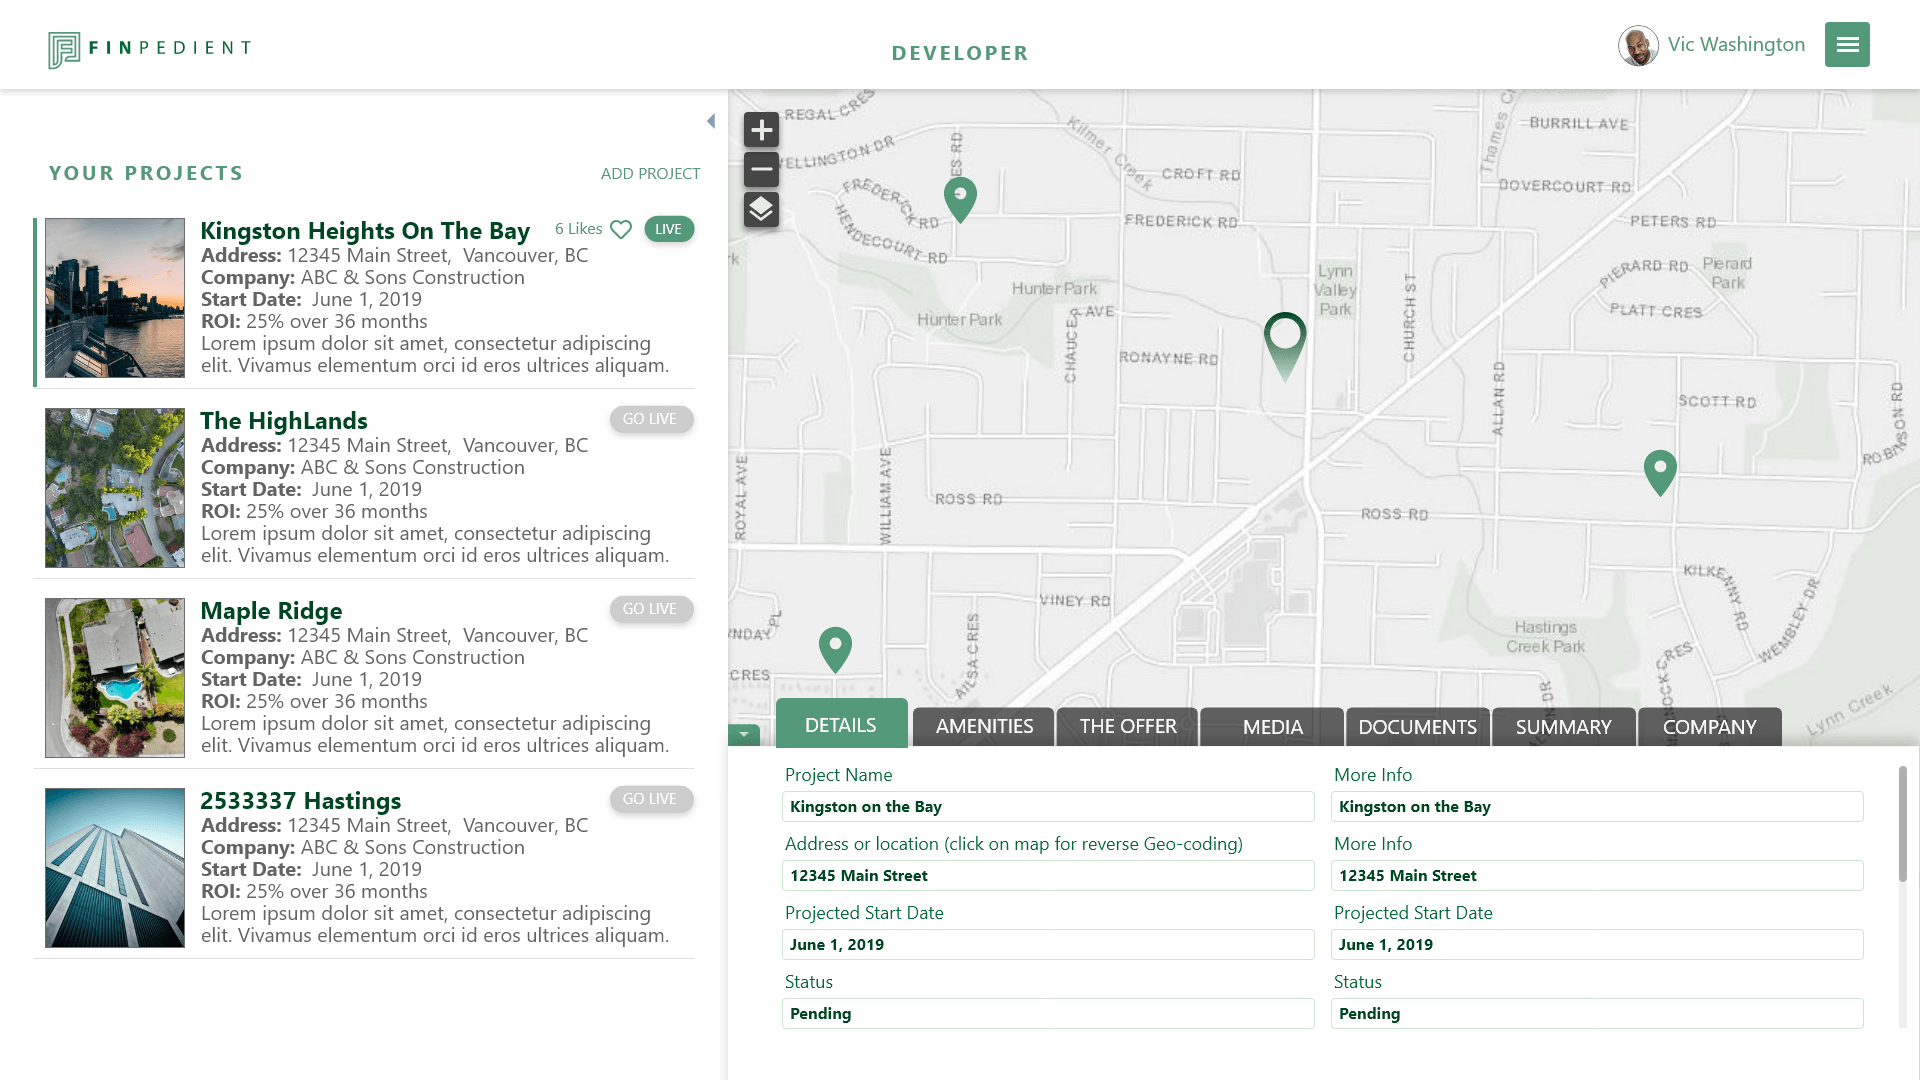 FINPEDIENT
DEVELOPER
Vic Washington
YOUR PROJECTS
ADD PROJECT
Kingston Heights On The Bay
6 Likes
LIVE
Address: 12345 Main Street,  Vancouver, BC
Company: ABC & Sons Construction
Start Date:  June 1, 2019
ROI: 25% over 36 months
Lorem ipsum dolor sit amet, consectetur adipiscing
elit. Vivamus elementum orci id eros ultrices aliquam.
The HighLands
GO LIVE
Address: 12345 Main Street,  Vancouver, BC
Company: ABC & Sons Construction
Start Date:  June 1, 2019
ROI: 25% over 36 months
Lorem ipsum dolor sit amet, consectetur adipiscing
elit. Vivamus elementum orci id eros ultrices aliquam.
Maple Ridge
GO LIVE
Address: 12345 Main Street,  Vancouver, BC
Company: ABC & Sons Construction
Start Date:  June 1, 2019
ROI: 25% over 36 months
Lorem ipsum dolor sit amet, consectetur adipiscing
elit. Vivamus elementum orci id eros ultrices aliquam.
2533337 Hastings
GO LIVE
Address: 12345 Main Street,  Vancouver, BC
Company: ABC & Sons Construction
Start Date:  June 1, 2019
ROI: 25% over 36 months
Lorem ipsum dolor sit amet, consectetur adipiscing
elit. Vivamus elementum orci id eros ultrices aliquam.
REGAL CRES
Kilmer Creek
BURRILL AVE
CROFT RD
DOVERCOURT RD
FREDERICK RD
FREDERICK RD
PETERS RD
HENDECOURT RD
PIERARD RD
Pierard
Park
Lynn
Valley
Park
Hunter Park
Hunter Park
CHURCH ST
PLATT CRES
RONAYNE RD
ALLAN RD
SCOTT RD
ROBINSON RD
ROYAL AVE
WILLIAM AVE
ROSS RD
ROSS RD
KILKENNY RD
WEMBLEY DR
VINEY RD
Hastings
Creek Park
AILSA CRES
CRES
Lynn Creek
DETAILS
AMENITIES
THE OFFER
MEDIA
DOCUMENTS
SUMMARY
COMPANY
Project Name
Kingston on the Bay
Address or location (click on map for reverse Geo-coding)
12345 Main Street
Projected Start Date
June 1, 2019
Status
Pending
More Info
Kingston on the Bay
More Info
12345 Main Street
Projected Start Date
June 1, 2019
Status
Pending